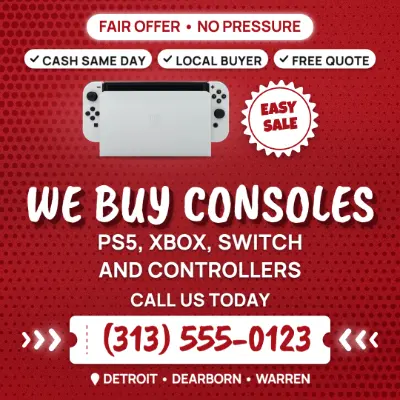 FAIR OFFER • NO PRESSURE
✓ CASH SAME DAY ✓ LOCAL BUYER ✓ FREE QUOTE
EASY
SALE
WE BUY CONSOLES
PS5, XBOX, SWITCH
AND CONTROLLERS
CALL US TODAY
(313) 555-0123
DETROIT • DEARBORN • WARREN